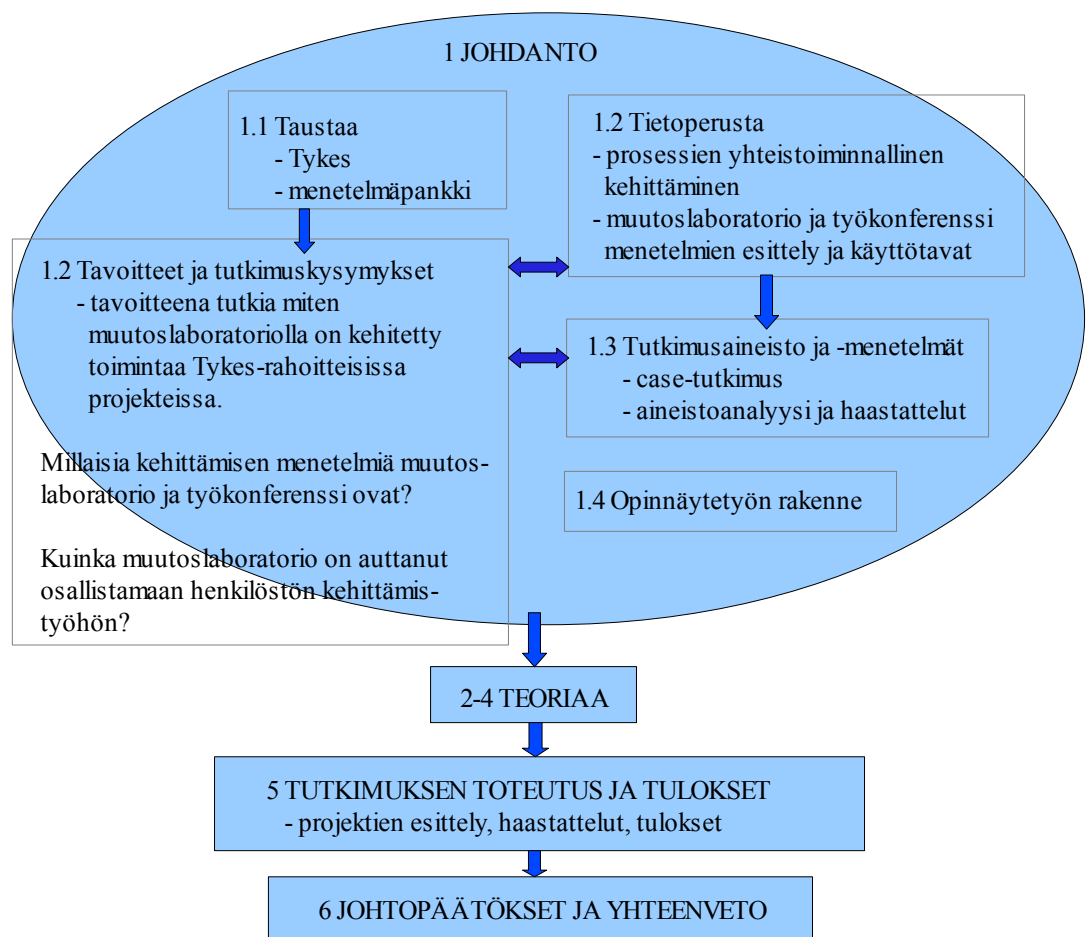 1 JOHDANTO
1.1 Taustaa
- Tykes
- menetelmäpankki
1.2 Tietoperusta
- prosessien yhteistoiminnallinen
kehittäminen
- muutoslaboratorio ja työkonferenssi
menetelmien esittely ja käyttötavat
1.2 Tavoitteet ja tutkimuskysymykset
- tavoitteena tutkia miten
muutoslaboratoriolla on kehitetty
toimintaa Tykes-rahoitteisissa
projekteissa.
Millaisia kehittämisen menetelmiä muutos-
laboratorio ja työkonferenssi ovat?
Kuinka muutoslaboratorio on auttanut
osallistamaan henkilöstön kehittämis-
työhön?
1.3 Tutkimusaineisto ja -menetelmät
- case-tutkimus
- aineistoanalyysi ja haastattelut
1.4 Opinnäytetyön rakenne
2-4 TEORIAA
5 TUTKIMUKSEN TOTEUTUS JA TULOKSET
- projektien esittely, haastattelut, tulokset
6 JOHTOPÄÄTÖKSET JA YHTEENVETO